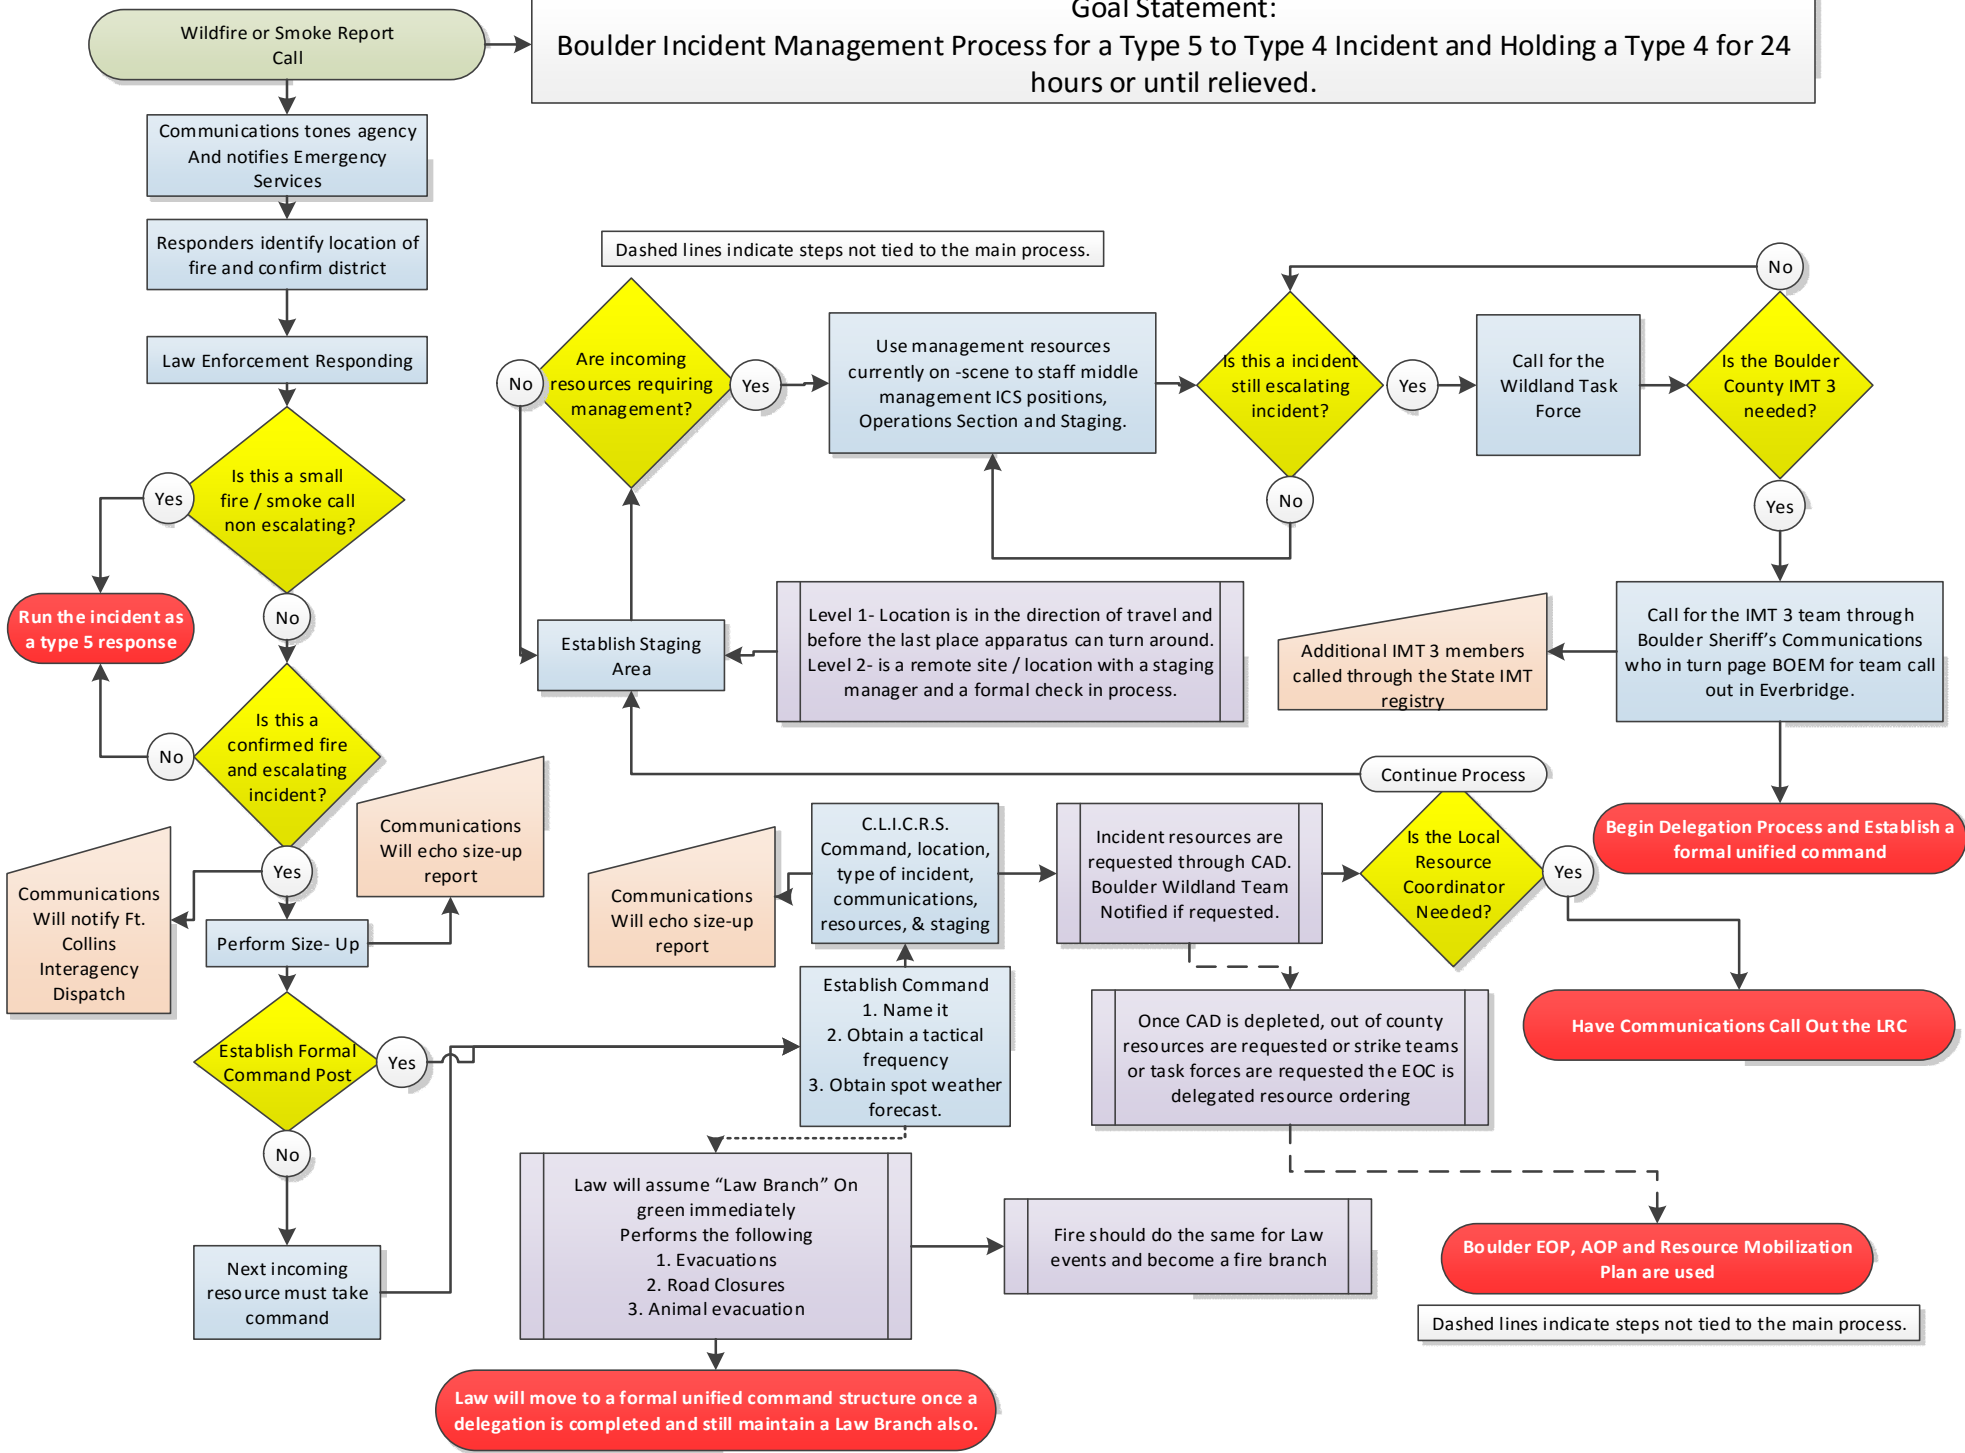 Goal Statement:
Boulder Incident Management Process for a Type 5 to Type 4 Incident and Holding a Type 4 for 24
hours or until relieved.
Wildfire or Smoke Report
Call
Communications tones agency
And notifies Emergency
Services
Responders identify location of
fire and confirm district
Law Enforcement Responding
Is this a small
fire / smoke call
non escalating?
Yes
Run the incident as
a type 5 response
No
Is this a
confirmed fire
and escalating
incident?
No
Yes
Communications
Will notify Ft.
Collins
Interagency
Dispatch
Communications
Will echo size-up
report
Perform Size- Up
Establish Formal
Command Post
Yes
No
Next incoming
resource must take
command
Dashed lines indicate steps not tied to the main process.
No
Are incoming
resources requiring
management?
Yes
Use management resources
currently on -scene to staff middle
management ICS positions,
Operations Section and Staging.
Is this a incident
still escalating
incident?
Yes
No
Call for the
Wildland Task
Force
No
Is the Boulder
County IMT 3
needed?
Yes
Establish Staging
Area
Level 1- Location is in the direction of travel and
before the last place apparatus can turn around.
Level 2- is a remote site / location with a staging
manager and a formal check in process.
Additional IMT 3 members
called through the State IMT
registry
Call for the IMT 3 team through
Boulder Sheriff's Communications
who in turn page BOEM for team call
out in Everbridge.
Begin Delegation Process and Establish a
formal unified command
Continue Process
Communications
Will echo size-up
report
C.L.I.C.R.S.
Command, location,
type of incident,
communications,
resources, & staging
Incident resources are
requested through CAD.
Boulder Wildland Team
Notified if requested.
Is the Local
Resource
Coordinator
Needed?
Yes
Have Communications Call Out the LRC
Establish Command
1. Name it
2. Obtain a tactical
frequency
3. Obtain spot weather
forecast.
Once CAD is depleted, out of county
resources are requested or strike teams
or task forces are requested the EOC is
delegated resource ordering
Law will assume “Law Branch” On
green immediately
Performs the following
1. Evacuations
2. Road Closures
3. Animal evacuation
Fire should do the same for Law
events and become a fire branch
Boulder EOP, AOP and Resource Mobilization
Plan are used
Dashed lines indicate steps not tied to the main process.
Law will move to a formal unified command structure once a
delegation is completed and still maintain a Law Branch also.